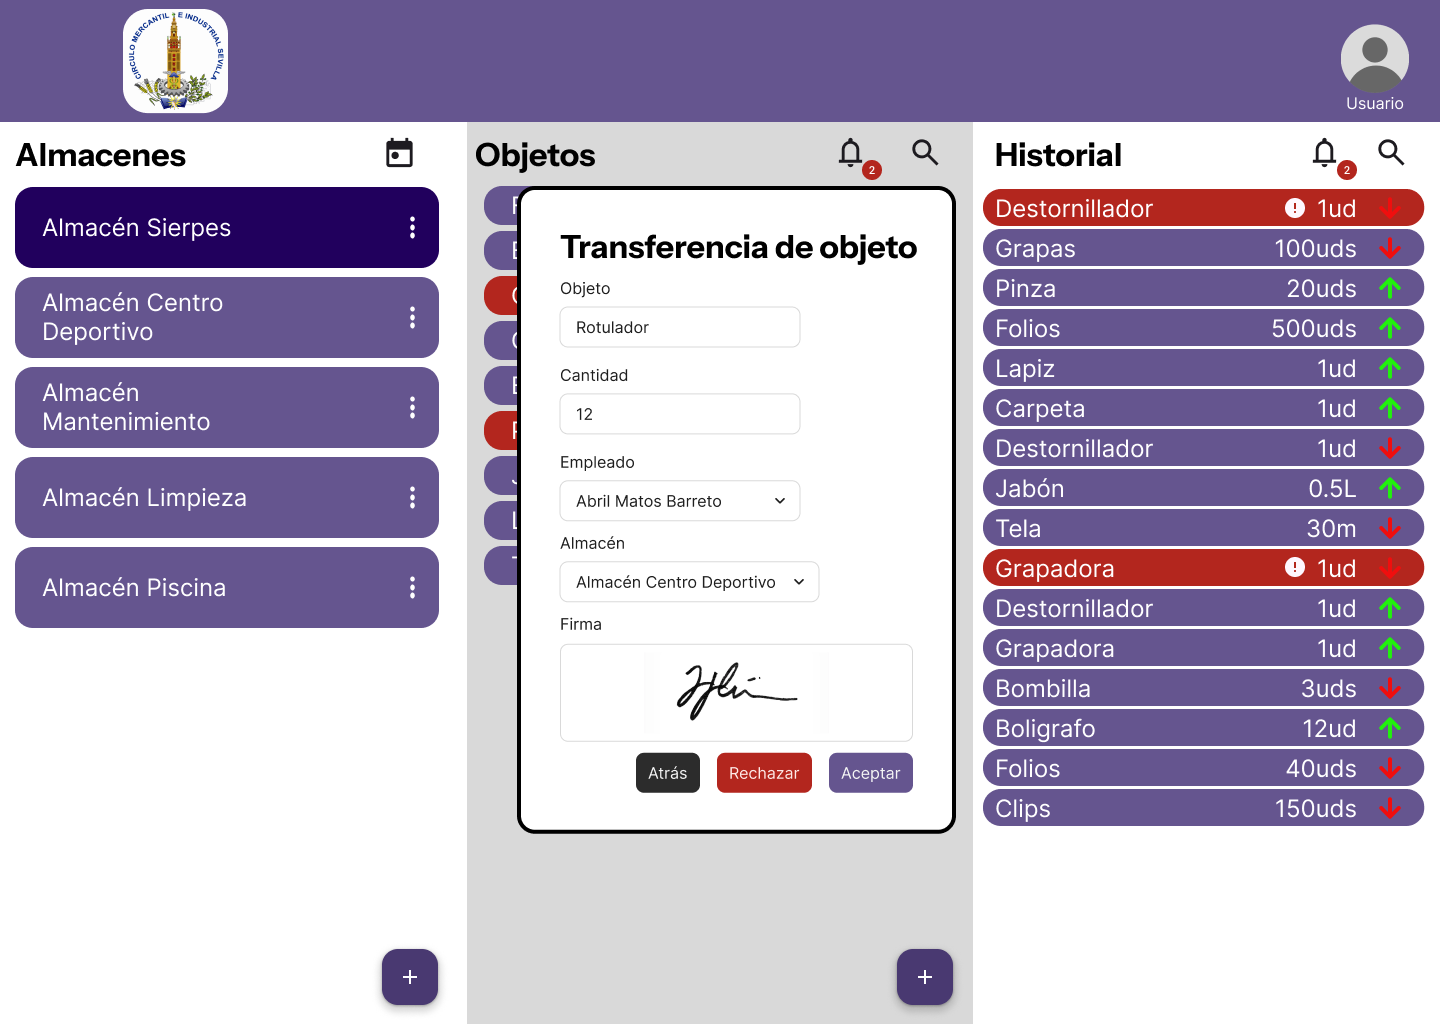 CIRCULO MERCANTIL E INDUSTRIAL SEVILLA
Usuario
Almacenes
Almacén Sierpes
Almacén Centro
Deportivo
Almacén
Mantenimiento
Almacén Limpieza
Almacén Piscina
+
Objetos
2
Transferencia de objeto
Objeto
Rotulador
Cantidad
12
Empleado
Abril Matos Barreto
Almacén
Almacén Centro Deportivo
Firma
Atrás
Rechazar
Aceptar
+
Historial
2
Destornillador 1ud
Grapas 100uds
Pinza 20uds
Folios 500uds
Lapiz 1ud
Carpeta 1ud
Destornillador 1ud
Jabón 0.5L
Tela 30m
Grapadora 1ud
Destornillador 1ud
Grapadora 1ud
Bombilla 3uds
Boligrafo 12ud
Folios 40uds
Clips 150uds